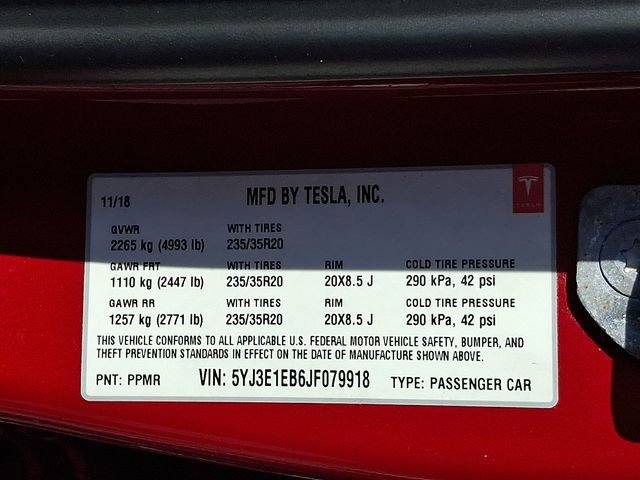 11/18 MFD BY TESLA, INC.
TESLA
GVWR WITH TIRES
2265 kg (4993 lb) 235/35R20
GAWR FRT WITH TIRES RIM COLD TIRE PRESSURE
1110 kg (2447 lb) 235/35R20 20X8.5 J 290 kPa, 42 psi
GAWR RR WITH TIRES RIM COLD TIRE PRESSURE
1257 kg (2771 lb) 235/35R20 20X8.5 J 290 kPa, 42 psi
THIS VEHICLE CONFORMS TO ALL APPLICABLE U.S. FEDERAL MOTOR VEHICLE SAFETY, BUMPER, AND
THEFT PREVENTION STANDARDS IN EFFECT ON THE DATE OF MANUFACTURE SHOWN ABOVE.
PNT: PPMR VIN: 5YJ3E1EB6JF079918 TYPE: PASSENGER CAR